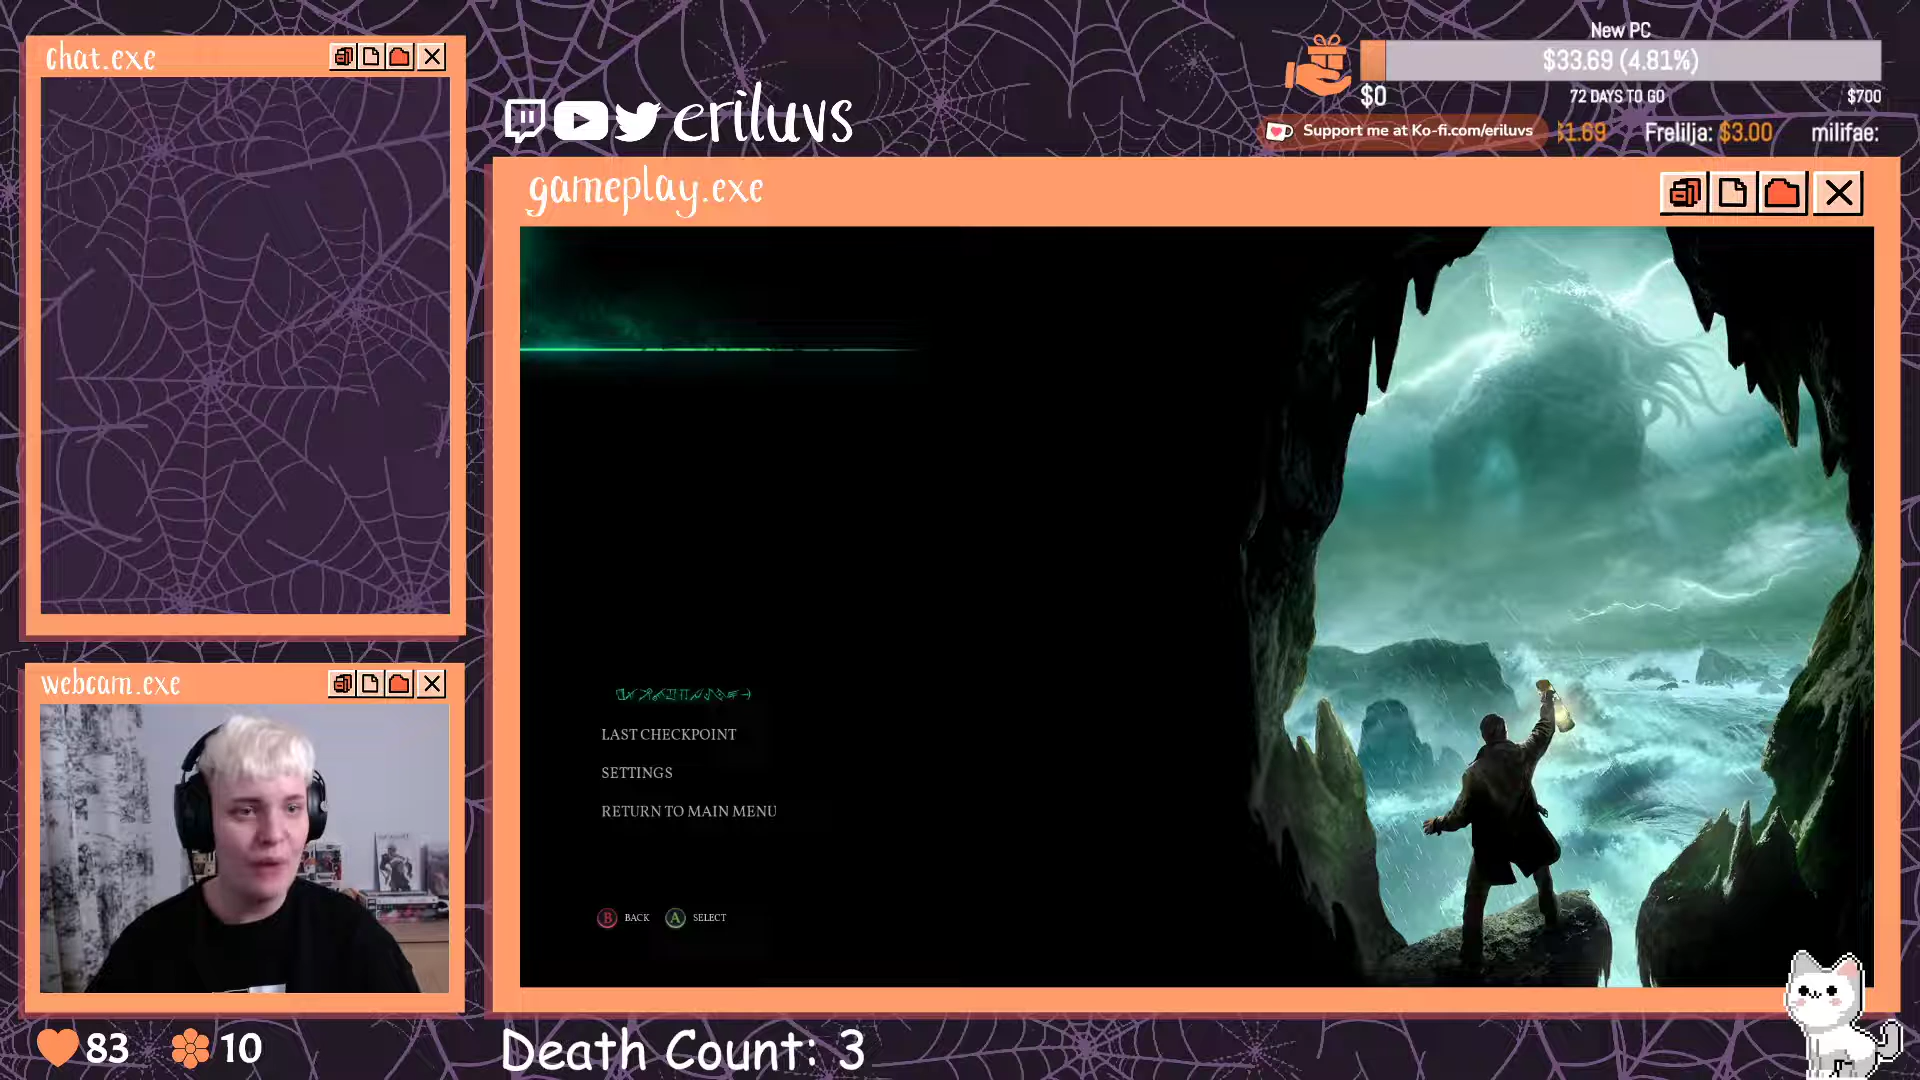 chat.exe
eriluvs
New PC
$33.69 (4.81%)
$0
72 DAYS TO GO
$700
Support me at Ko-fi.com/eriluvs
$1.69 Frelilja: $3.00 milifae:
gameplay.exe
LAST CHECKPOINT
SETTINGS
RETURN TO MAIN MENU
B BACK A SELECT
webcam.exe
83 10
Death Count: 3